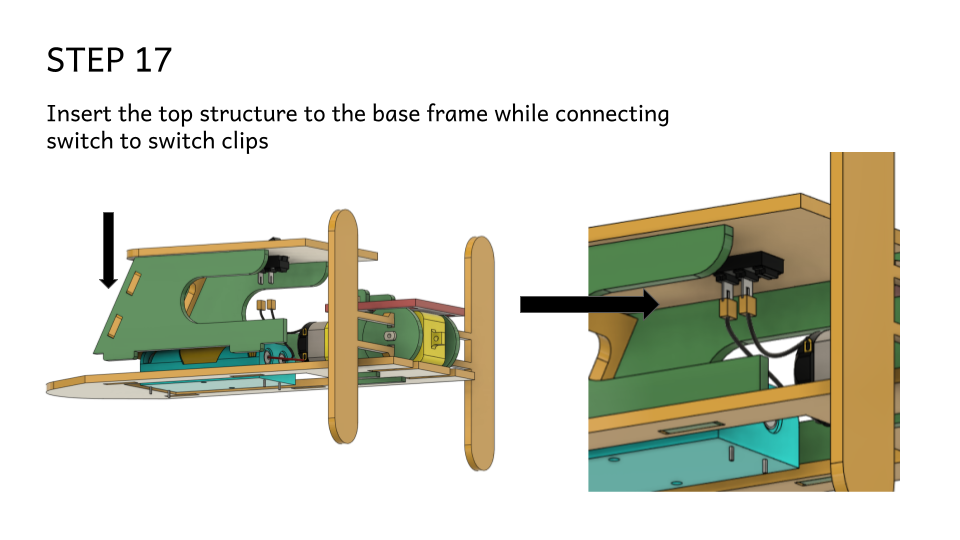 STEP 17
Insert the top structure to the base frame while connecting
switch to switch clips